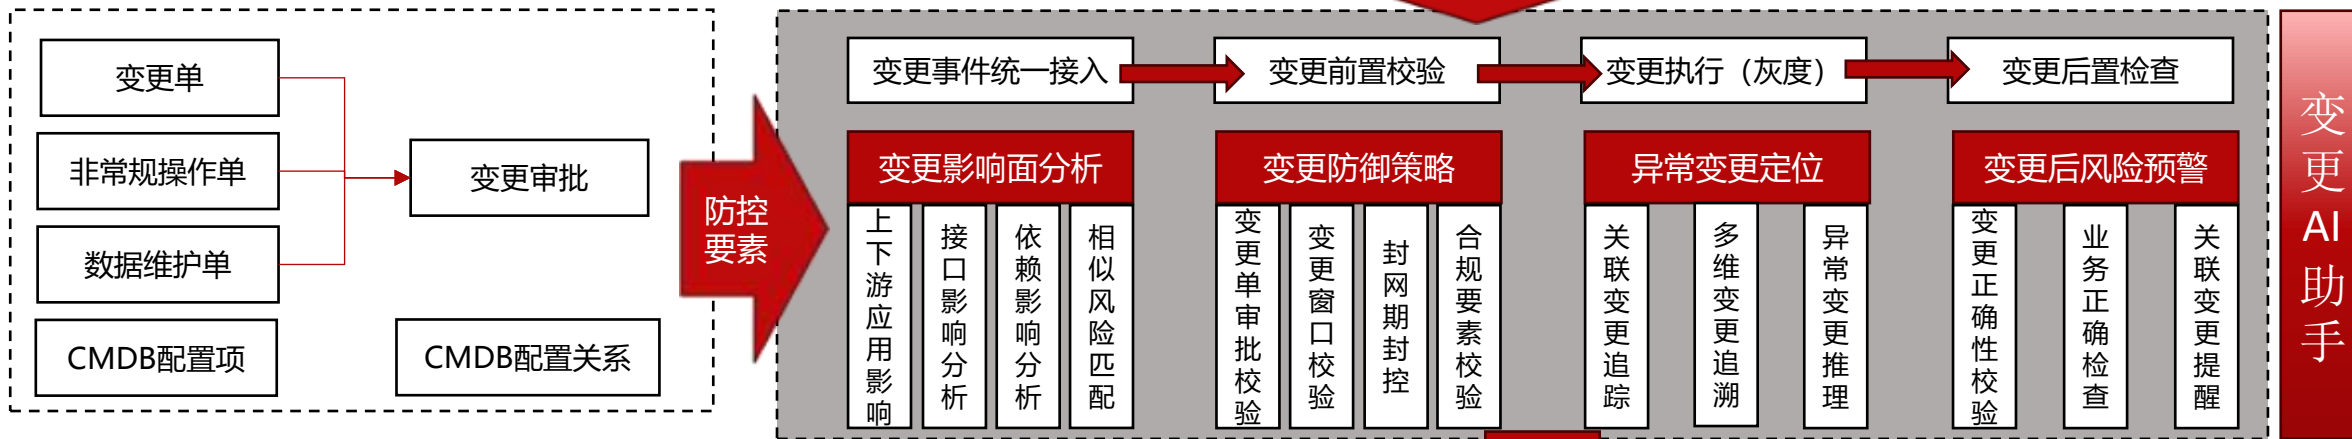 变更单
非常规操作单
数据维护单
变更审批
CMDB配置项
CMDB配置关系
防控
要素
变更事件统一接入
变更前置校验
变更执行（灰度）
变更后置检查
变更影响面分析
变更防御策略
异常变更定位
变更后风险预警
上下游应用影响
接口影响分析
依赖影响分析
相似风险匹配
变更单审批校验
变更窗口校验
封网期封控
合规要素校验
关联变更追踪
多维变更追溯
异常变更推理
变更正确性校验
业务正确检查
关联变更提醒
变更AI助手